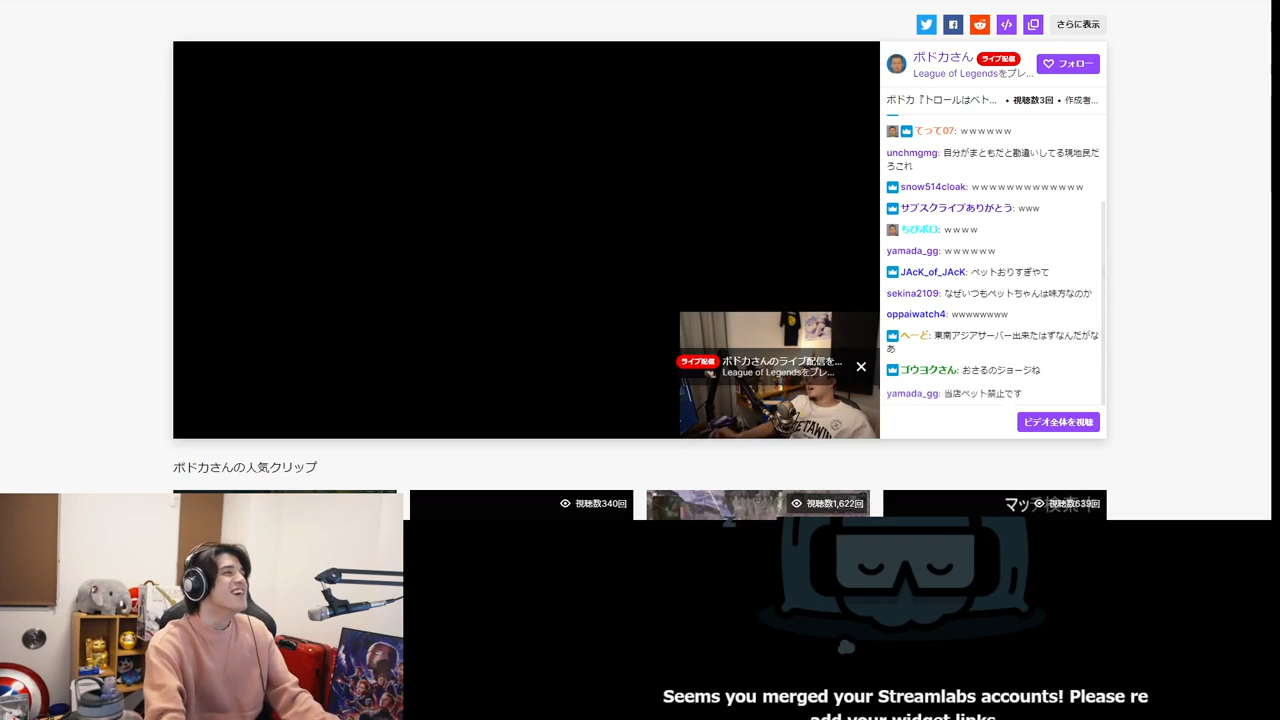 さらに表示
ボドカさん ライブ配信
フォロー
League of Legendsをプレ...
ボドカ『トロールはペト... • 視聴数3回 • 作成者...
てって07: ｗｗｗｗｗｗ
unchmgmg: 自分がまともだと勘違いしてる現地民だ
ろこれ
snow514cloak: ｗｗｗｗｗｗｗｗｗｗｗｗｗ
サブスクライブありがとう: www
ちびボロ: ｗｗｗｗ
yamada_gg: ｗｗｗｗｗｗ
JAcK_of_JAcK: ペットおりすぎやて
sekina2109: なぜいつもペットちゃんは味方なのか
oppaiwatch4: wwwwwwww
へーど: 東南アジアサーバー出来たはずなんだがな
あ
ゴウヨクさん: おさるのジョージね
yamada_gg: 当店ペット禁止です
ビデオ全体を視聴
ライブ配信
ボドカさんのライブ配信を...
League of Legendsをプレ...
ボドカさんの人気クリップ
視聴数340回
視聴数1,622回
視聴数639回
Seems you merged your Streamlabs accounts! Please re
add your widget links